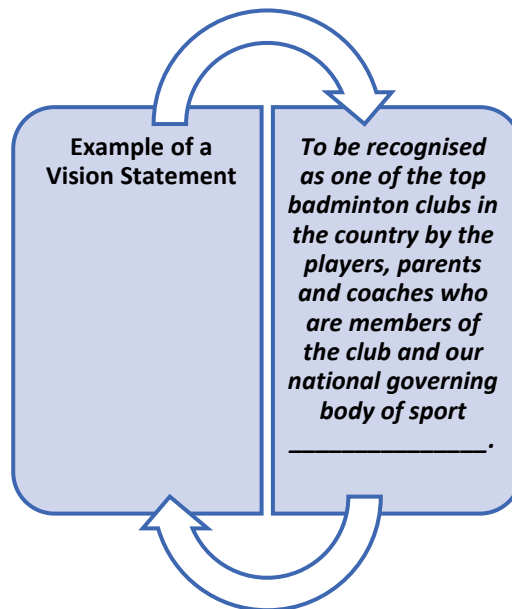 Example of a
Vision Statement
To be recognised
as one of the top
badminton clubs in
the country by the
players, parents
and coaches who
are members of
the club and our
national governing
body of sport
_______________.